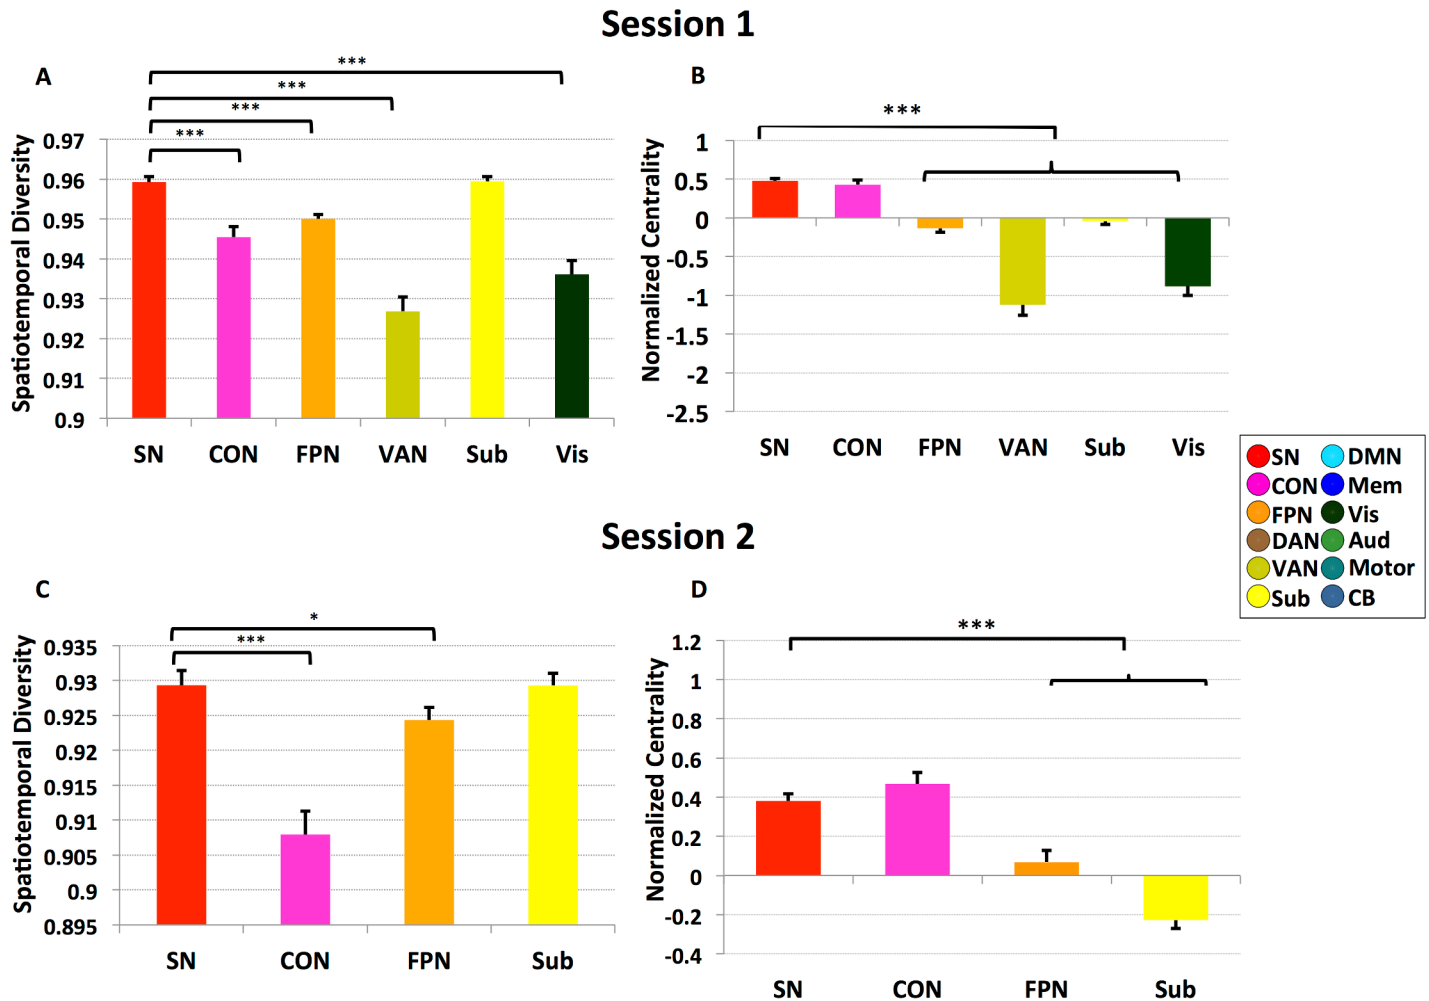 Session 1
A
***
***
***
***
Spatiotemporal Diversity
0.97
0.96
0.95
0.94
0.93
0.92
0.91
0.9
SN CON FPN VAN Sub Vis
B
***
Normalized Centrality
1
0.5
0
-0.5
-1
-1.5
-2
-2.5
SN CON FPN VAN Sub Vis
SN DMN
CON Mem
FPN Vis
DAN Aud
VAN Motor
Sub CB
Session 2
C
*
***
Spatiotemporal Diversity
0.935
0.93
0.925
0.92
0.915
0.91
0.905
0.9
0.895
SN CON FPN Sub
D
***
Normalized Centrality
1.2
1
0.8
0.6
0.4
0.2
0
-0.2
-0.4
SN CON FPN Sub